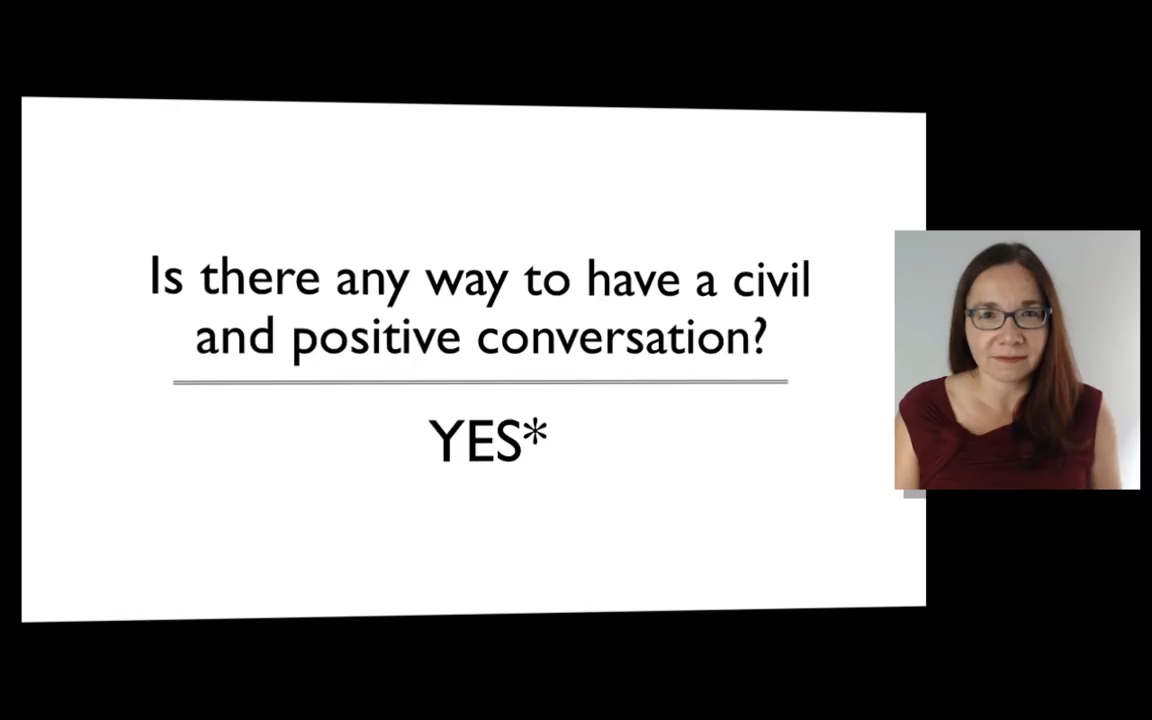 Is there any way to have a civil
and positive conversation?
YES*